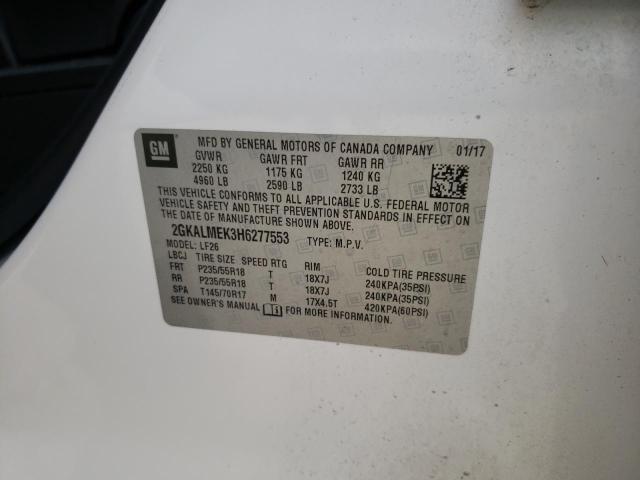 GM
MFD BY GENERAL MOTORS OF CANADA COMPANY 01/17
GVWR GAWR FRT GAWR RR
2250 KG 1175 KG 1240 KG
4960 LB 2590 LB 2733 LB
THIS VEHICLE CONFORMS TO ALL APPLICABLE U.S. FEDERAL MOTOR
VEHICLE SAFETY AND THEFT PREVENTION STANDARDS IN EFFECT ON
THE DATE OF MANUFACTURE SHOWN ABOVE.
2GKALMEK3H6277553 TYPE: M.P.V.
MODEL: LF26
LBCJ TIRE SIZE SPEED RTG RIM COLD TIRE PRESSURE
FRT P235/55R18 T 18X7J 240KPA(35PSI)
RR P235/55R18 T 18X7J 240KPA(35PSI)
SPA T145/70R17 M 17X4.5T 420KPA(60PSI)
SEE OWNER'S MANUAL FOR MORE INFORMATION.